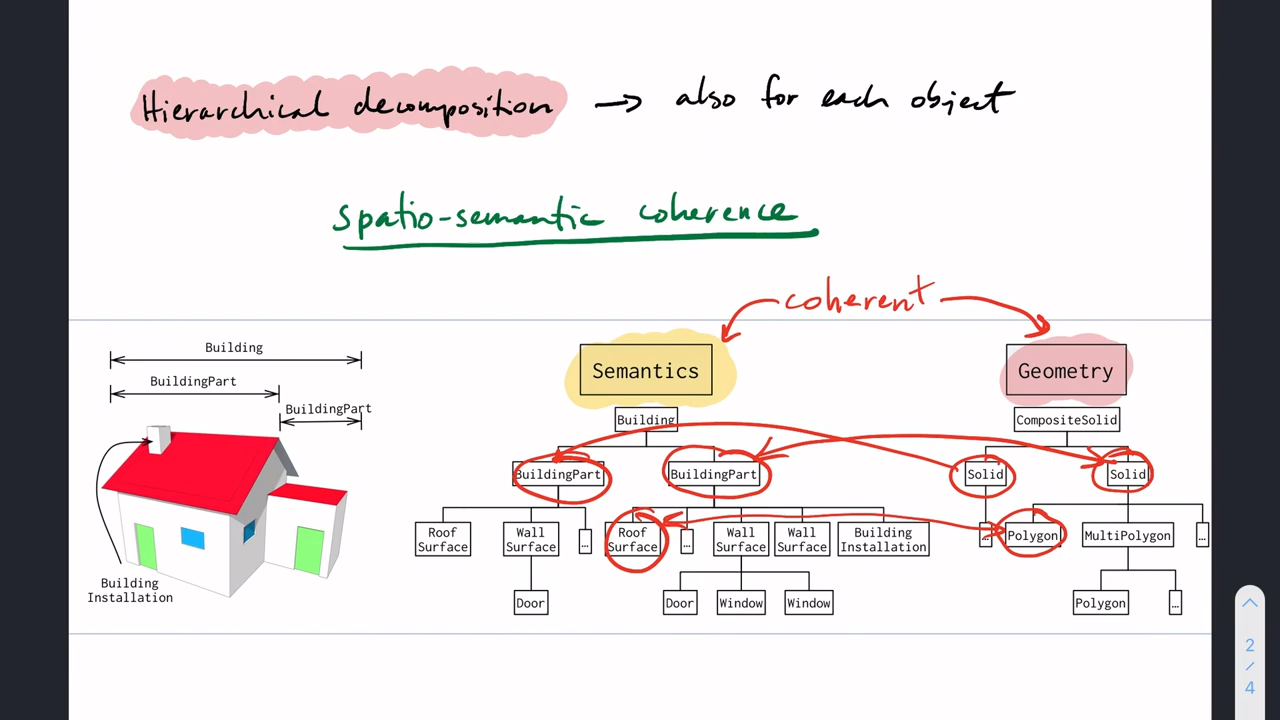 Hierarchical decomposition → also for each object
spatio-semantic coherence
coherent
Building
BuildingPart
BuildingPart
Building
Installation
Semantics
Building
BuildingPart
BuildingPart
Roof
Surface
Wall
Surface
...
Roof
Surface
...
Wall
Surface
Wall
Surface
Building
Installation
Door
Door
Window
Window
Geometry
CompositeSolid
Solid
Solid
...
Polygon
MultiPolygon
...
Polygon
...
2
/
4